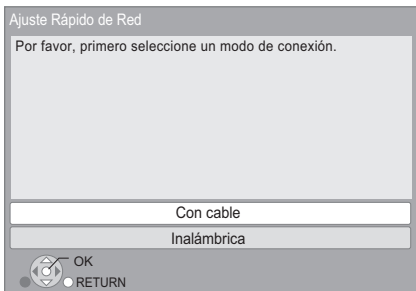 Ajuste Rápido de Red
Por favor, primero seleccione un modo de conexión.
Con cable
Inalámbrica
OK
RETURN